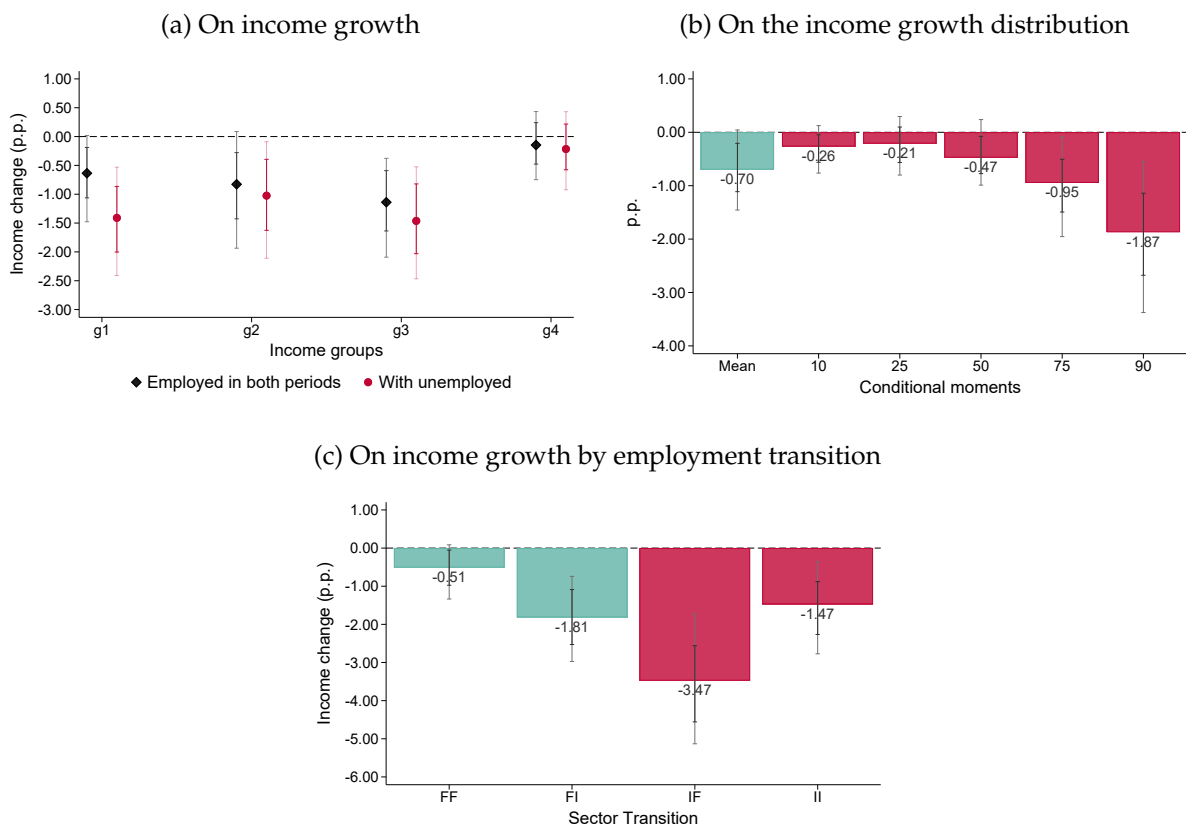 (a) On income growth
1.00
0.50
0.00
-0.50
-1.00
-1.50
-2.00
-2.50
-3.00
Income change (p.p.)
g1 g2 g3 g4
Income groups
Employed in both periods With unemployed
(b) On the income growth distribution
1.00
0.00
-1.00
-2.00
-3.00
-4.00
p.p.
-0.70 -0.26 -0.21 -0.47 -0.95 -1.87
Mean 10 25 50 75 90
Conditional moments
(c) On income growth by employment transition
1.00
0.00
-1.00
-2.00
-3.00
-4.00
-5.00
-6.00
Income change (p.p.)
-0.51 -1.81 -3.47 -1.47
FF FI IF II
Sector Transition